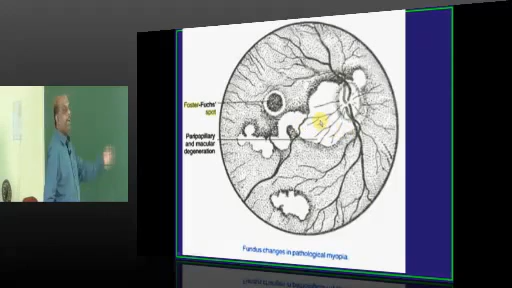 Foster-Fuchs'
spot
Peripapillary
and macular
degeneration
Fundus changes in pathological myopia.